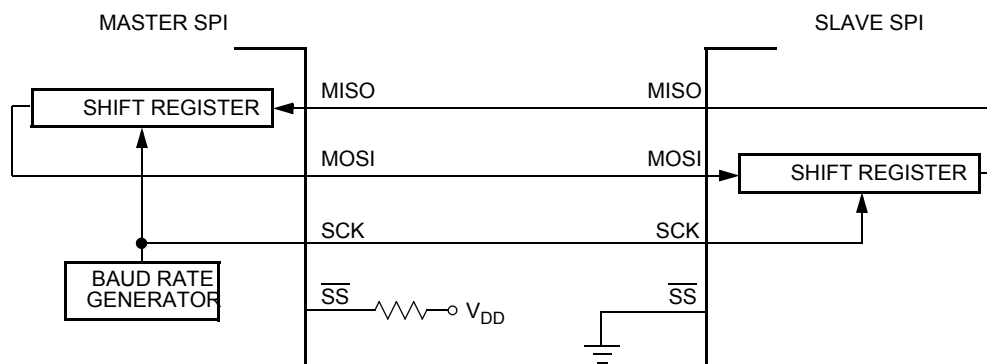 MASTER SPI
SLAVE SPI
MISO
MISO
SHIFT REGISTER
MOSI
MOSI
SHIFT REGISTER
SCK
SCK
BAUD RATE
GENERATOR
SS
VDD
SS